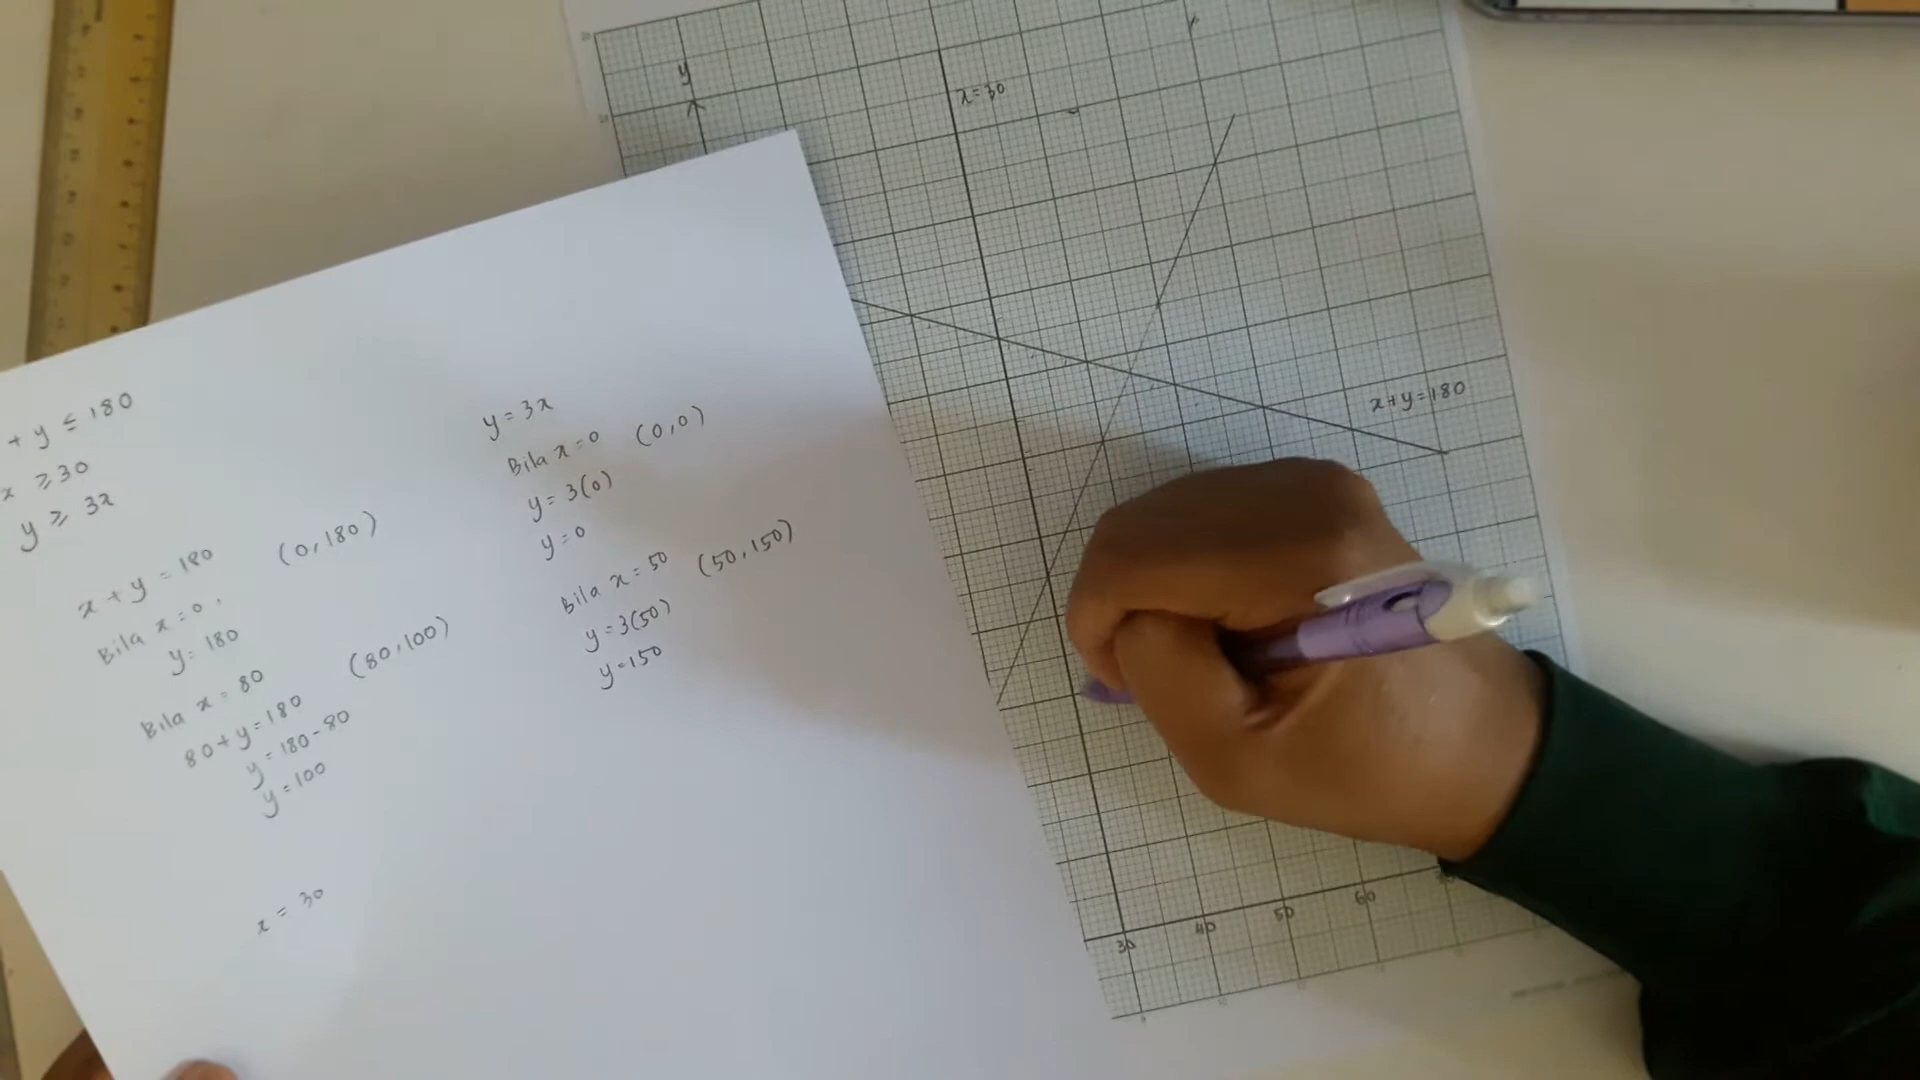 + y ≤ 180
x ≥ 30
y ≥ 3x
x + y = 180
Bila x = 0, (0, 180)
y = 180
Bila x = 80
80 + y = 180 (80, 100)
y = 180 - 80
y = 100
x = 30
y = 3x
Bila x = 0 (0,0)
y = 3(0)
y = 0
Bila x = 50 (50, 150)
y = 3(50)
y = 150
y
x = 30
x + y = 180
30 40 50 60